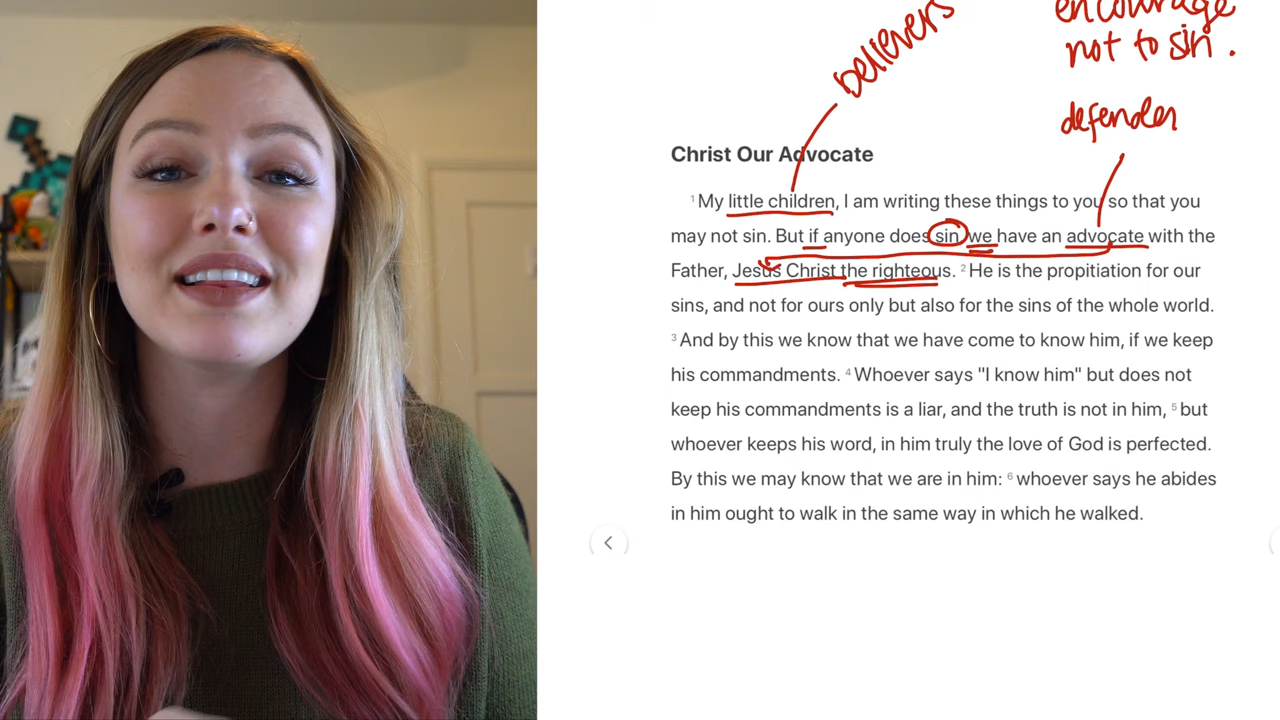 believers
encourage
not to sin.
defender
Christ Our Advocate
1 My little children, I am writing these things to you so that you
may not sin. But if anyone does sin, we have an advocate with the
Father, Jesus Christ the righteous. 2 He is the propitiation for our
sins, and not for ours only but also for the sins of the whole world.
3 And by this we know that we have come to know him, if we keep
his commandments. 4 Whoever says "I know him" but does not
keep his commandments is a liar, and the truth is not in him, 5 but
whoever keeps his word, in him truly the love of God is perfected.
By this we may know that we are in him: 6 whoever says he abides
in him ought to walk in the same way in which he walked.